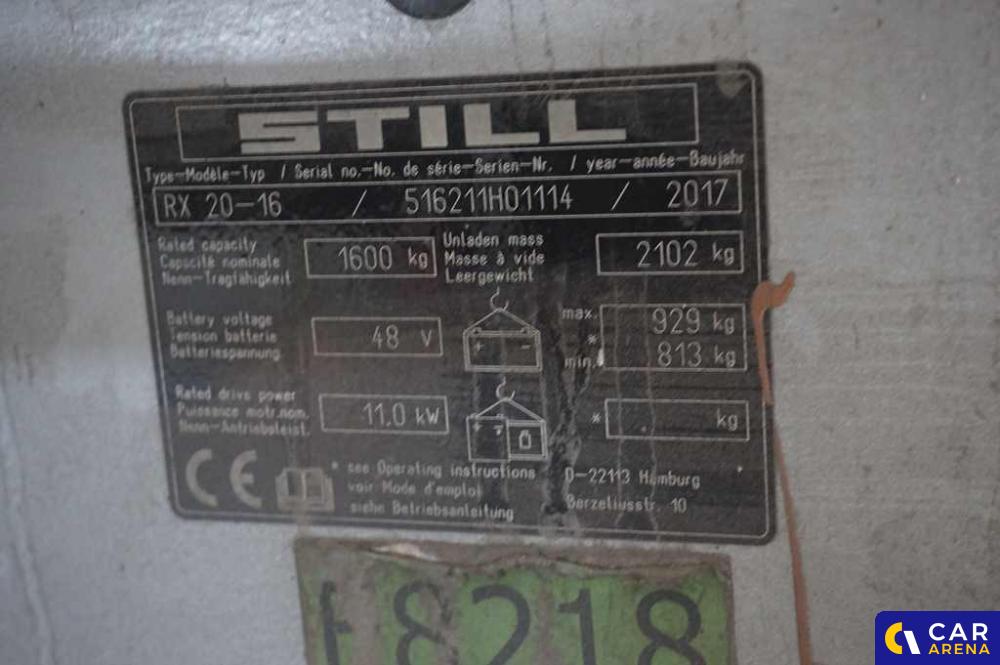 STILL
Type-Modèle-Typ / Serial no.-No. de série-Serien-Nr. / year-année-Baujahr
RX 20-16 / 516211H01114 / 2017
Rated capacity
Capacité nominale
Nenn-Tragfähigkeit
1600 kg
Unladen mass
Masse à vide
Leergewicht
2102 kg
Battery voltage
Tension batterie
Batteriespannung
48 V
+ -
max. 929 kg
*
min. 813 kg
Rated drive power
Puissance motr.nom.
Nenn-Antriebsleist.
11.0 kW
* kg
CE
* see Operating instructions
voir Mode d'emploi
siehe Betriebsanleitung
D-22113 Hamburg
Berzeliusstr. 10
8218
CAR
ARENA